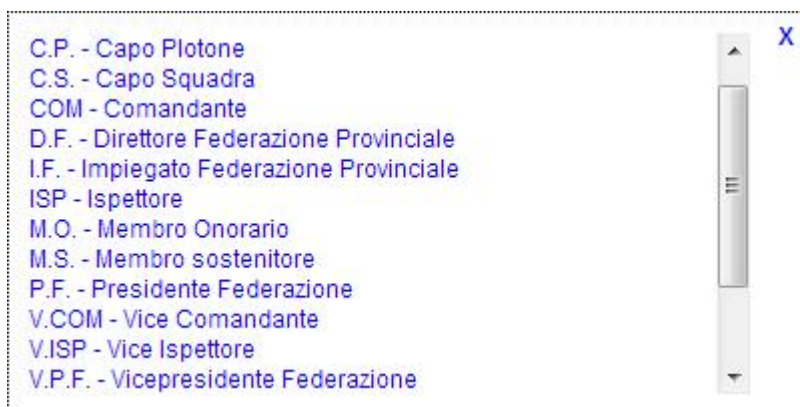 X
C.P. - Capo Plotone
C.S. - Capo Squadra
COM - Comandante
D.F. - Direttore Federazione Provinciale
I.F. - Impiegato Federazione Provinciale
ISP - Ispettore
M.O. - Membro Onorario
M.S. - Membro sostenitore
P.F. - Presidente Federazione
V.COM - Vice Comandante
V.ISP - Vice Ispettore
V.P.F. - Vicepresidente Federazione